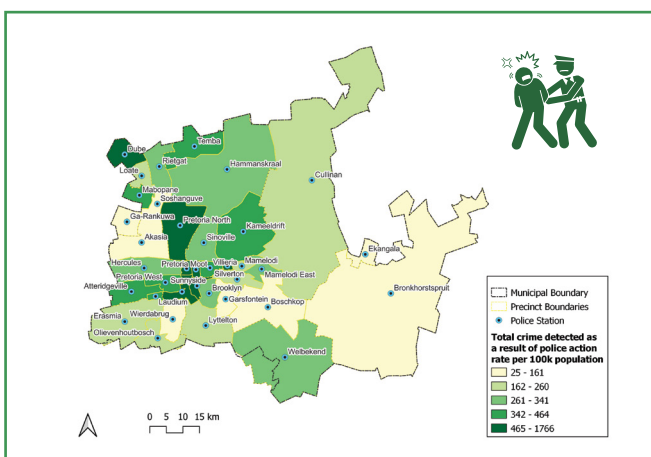 Dube
Temba
Rietgat
Loate
Hammanskraal
Cullinan
Mabopane
Soshanguve
Ga-Rankuwa
Pretoria North
Kameeldrift
Akasia
Sinoville
Ekangala
Hercules
Pretoria Moot
Villieria
Mamelodi
Pretoria West
Sunnyside
Silverton
Mamelodi East
Atteridgeville
Brooklyn
Bronkhorstspruit
Laudium
Garsfontein
Boschkop
Erasmia
Wierdabrug
Lyttelton
Olievenhoutbosch
Welbekend
0 5 10 15 km
Municipal Boundary
Precinct Boundaries
Police Station
Total crime detected as
a result of police action
rate per 100k population
25 - 161
162 - 260
261 - 341
342 - 464
465 - 1766